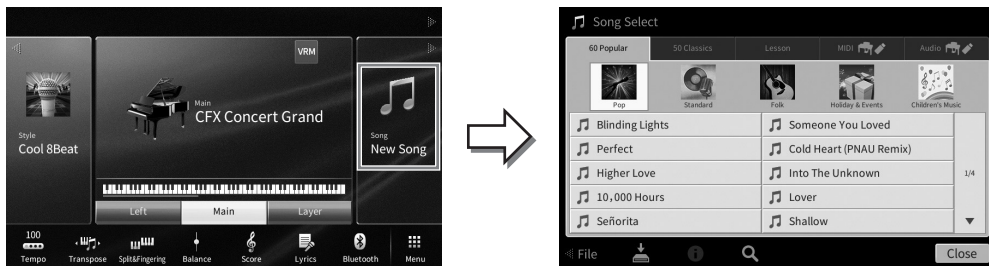 VRM
Main
CFX Concert Grand
Style
Cool 8Beat
Song
New Song
Left
Main
Layer
100
Tempo
Transpose
Split&Fingering
Balance
Score
Lyrics
Bluetooth
Menu
Song Select
60 Popular
50 Classics
Lesson
MIDI
Audio
Pop
Standard
Folk
Holiday & Events
Children's Music
Blinding Lights
Someone You Loved
Perfect
Cold Heart (PNAU Remix)
Higher Love
Into The Unknown
1/4
10,000 Hours
Lover
Señorita
Shallow
File
Close